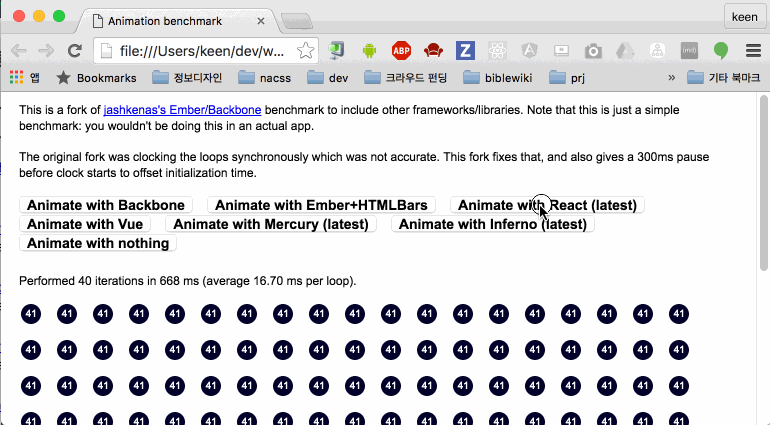 Animation benchmark
keen
file:///Users/keen/dev/w...
ABP
Z
{md}
앱 Bookmarks 정보디자인 nacss dev 크라우드 펀딩 biblewiki prj » 기타 북마크
This is a fork of jashkenas's Ember/Backbone benchmark to include other frameworks/libraries. Note that this is just a simple
benchmark: you wouldn't be doing this in an actual app.
The original fork was clocking the loops synchronously which was not accurate. This fork fixes that, and also gives a 300ms pause
before clock starts to offset initialization time.
Animate with Backbone Animate with Ember+HTMLBars Animate with React (latest)
Animate with Vue Animate with Mercury (latest) Animate with Inferno (latest)
Animate with nothing
Performed 40 iterations in 668 ms (average 16.70 ms per loop).
41 41 41 41 41 41 41 41 41 41 41 41 41 41 41 41 41 41 41
41 41 41 41 41 41 41 41 41 41 41 41 41 41 41 41 41 41 41
41 41 41 41 41 41 41 41 41 41 41 41 41 41 41 41 41 41 41
41 41 41 41 41 41 41 41 41 41 41 41 41 41 41 41 41 41 41